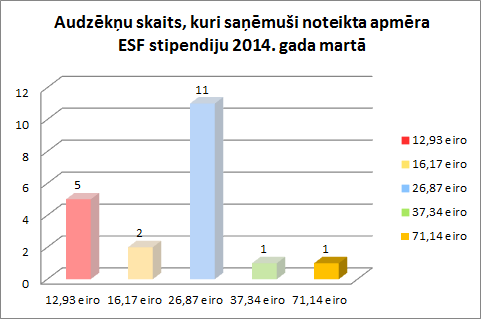 Audzēkņu skaits, kuri saņēmuši noteikta apmēra
ESF stipendiju 2014. gada martā
12
10
8
6
4
2
0
5
2
11
1
1
12,93 eiro
16,17 eiro
26,87 eiro
37,34 eiro
71,14 eiro
12,93 eiro
16,17 eiro
26,87 eiro
37,34 eiro
71,14 eiro